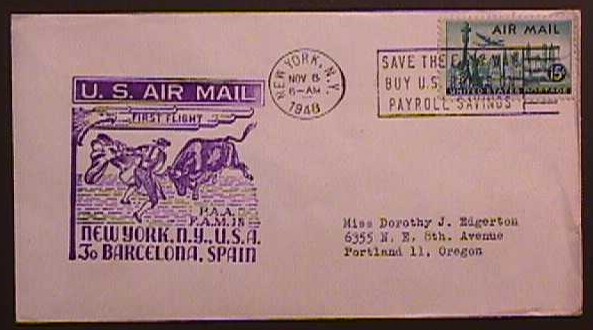 U. S. AIR MAIL
FIRST FLIGHT
P.A.A.
F.A.M. 18
NEW YORK, N.Y., U.S.A.
To BARCELONA, SPAIN
NEW YORK, N.Y.
NOV 6
6-AM
1948
SAVE THE
BUY U.S.
PAYROLL SAVINGS
AIR MAIL
15¢
UNITED STATES POSTAGE
Miss Dorothy J. Edgerton
6355 N. E. 8th. Avenue
Portland 11, Oregon